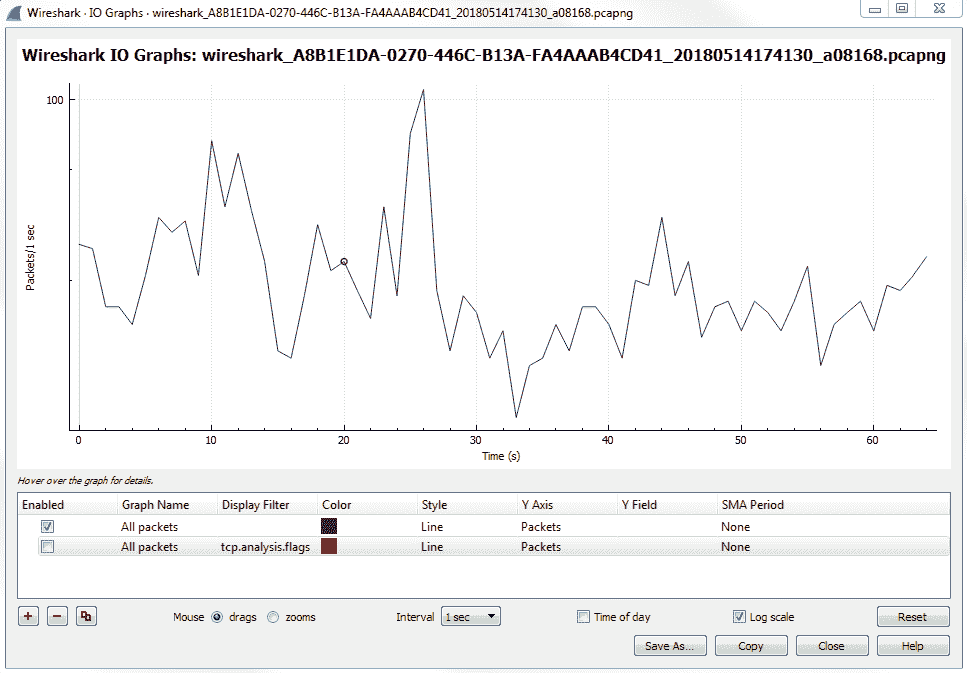 Wireshark · IO Graphs · wireshark_A8B1E1DA-0270-446C-B13A-FA4AAAB4CD41_20180514174130_a08168.pcapng
Wireshark IO Graphs: wireshark_A8B1E1DA-0270-446C-B13A-FA4AAAB4CD41_20180514174130_a08168.pcapng
100
Packets/1 sec
0 10 20 30 40 50 60
Time (s)
Hover over the graph for details.
Enabled Graph Name Display Filter Color Style Y Axis Y Field SMA Period
All packets Line Packets None
All packets tcp.analysis.flags Line Packets None
Mouse drags zooms Interval 1 sec Time of day Log scale Reset
Save As... Copy Close Help